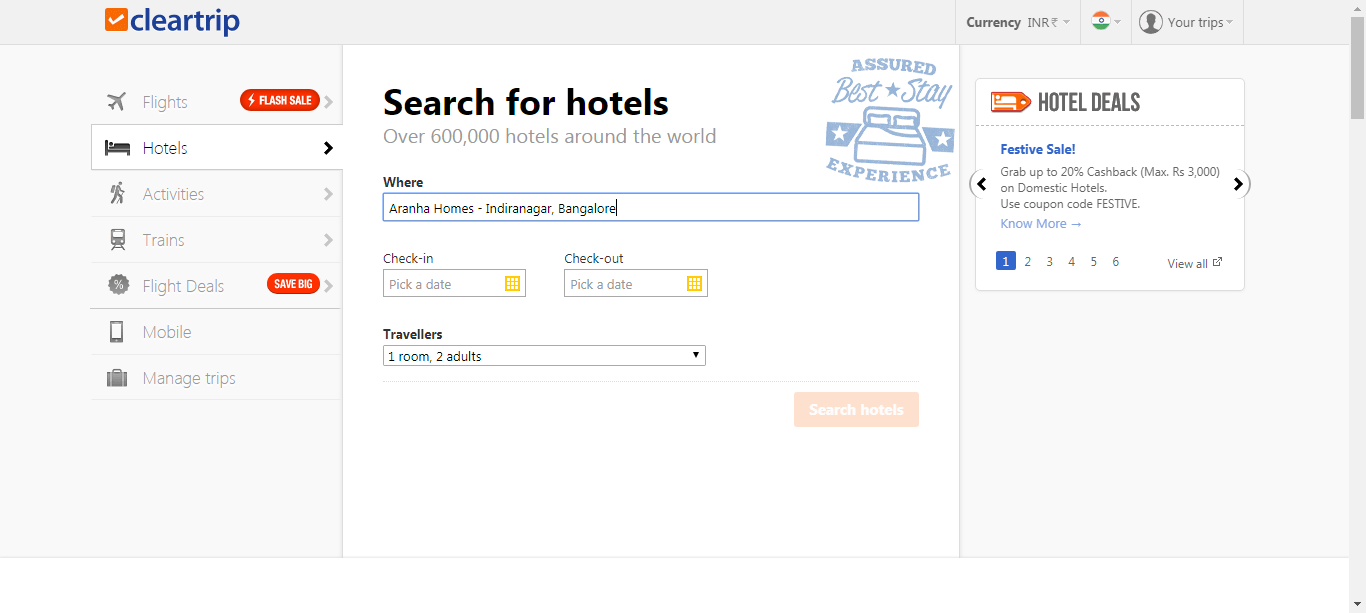 cleartrip
Currency INR₹
Your trips
Flights
FLASH SALE
Hotels
Activities
Trains
% Flight Deals
SAVE BIG
Mobile
Manage trips
Search for hotels
Over 600,000 hotels around the world
ASSURED
Best Stay
EXPERIENCE
Where
Aranha Homes - Indiranagar, Bangalore
Check-in Check-out
Pick a date Pick a date
Travellers
1 room, 2 adults
Search hotels
HOTEL DEALS
Festive Sale!
Grab up to 20% Cashback (Max. Rs 3,000)
on Domestic Hotels.
Use coupon code FESTIVE.
Know More →
1 2 3 4 5 6 View all